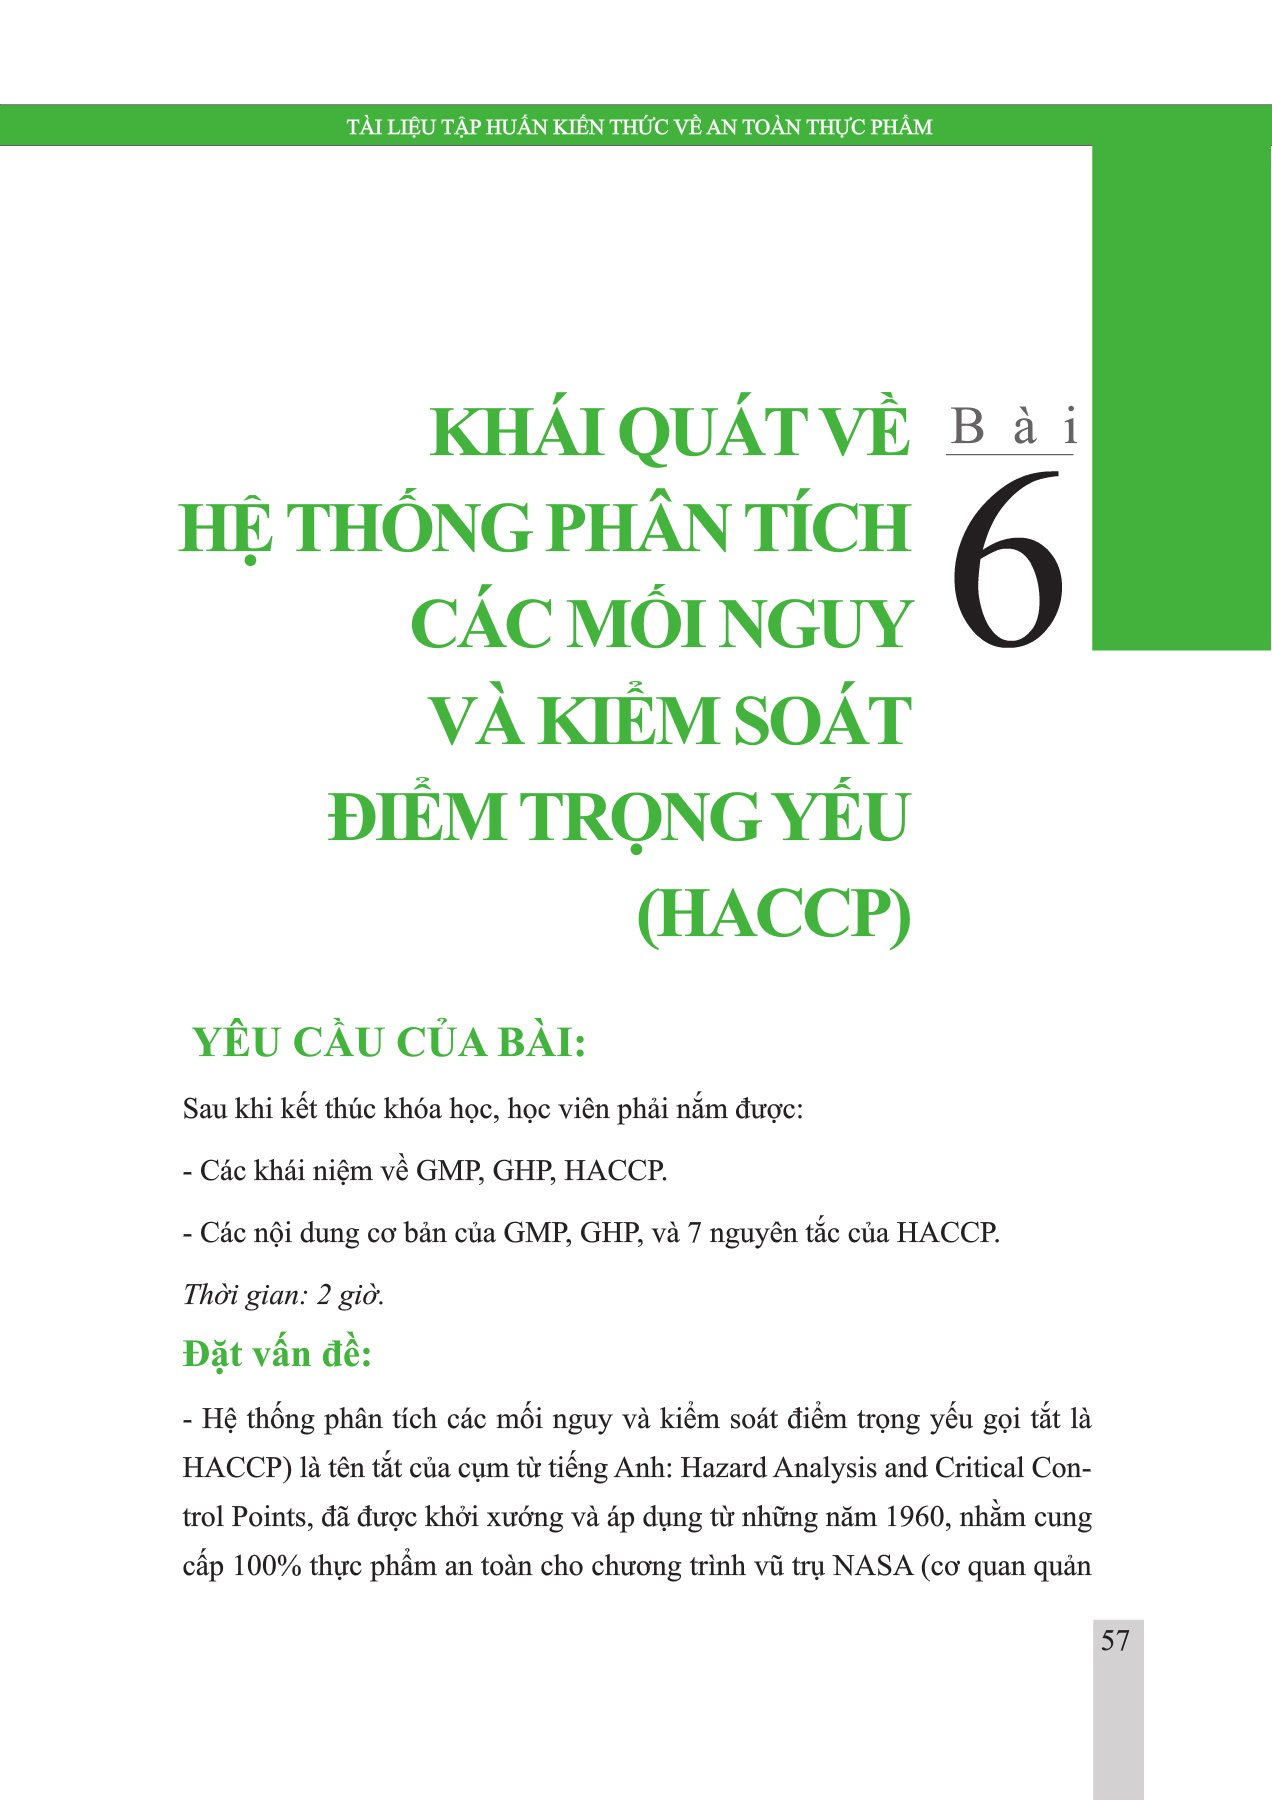 TÀI LIỆU TẬP HUẤN KIẾN THỨC VỀ AN TOÀN THỰC PHẨM
Bài
6
KHÁI QUÁT VỀ
HỆ THỐNG PHÂN TÍCH
CÁC MỐI NGUY
VÀ KIỂM SOÁT
ĐIỂM TRỌNG YẾU
(HACCP)
YÊU CẦU CỦA BÀI:
Sau khi kết thúc khóa học, học viên phải nắm được:
- Các khái niệm về GMP, GHP, HACCP.
- Các nội dung cơ bản của GMP, GHP, và 7 nguyên tắc của HACCP.
Thời gian: 2 giờ.
Đặt vấn đề:
- Hệ thống phân tích các mối nguy và kiểm soát điểm trọng yếu gọi tắt là
HACCP) là tên tắt của cụm từ tiếng Anh: Hazard Analysis and Critical Con-
trol Points, đã được khởi xướng và áp dụng từ những năm 1960, nhằm cung
cấp 100% thực phẩm an toàn cho chương trình vũ trụ NASA (cơ quan quản
57